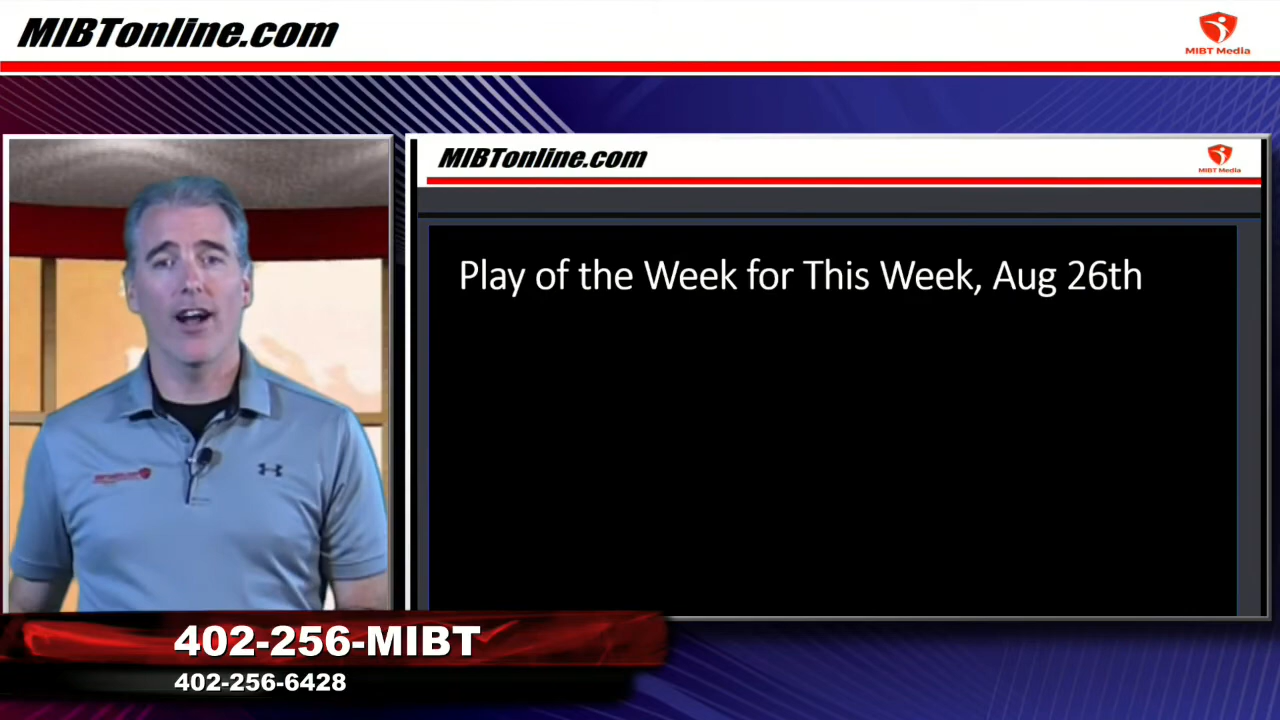 MIBTonline.com
MIBT Media
MIBTonline.com
MIBT Media
Play of the Week for This Week, Aug 26th
402-256-MIBT
402-256-6428